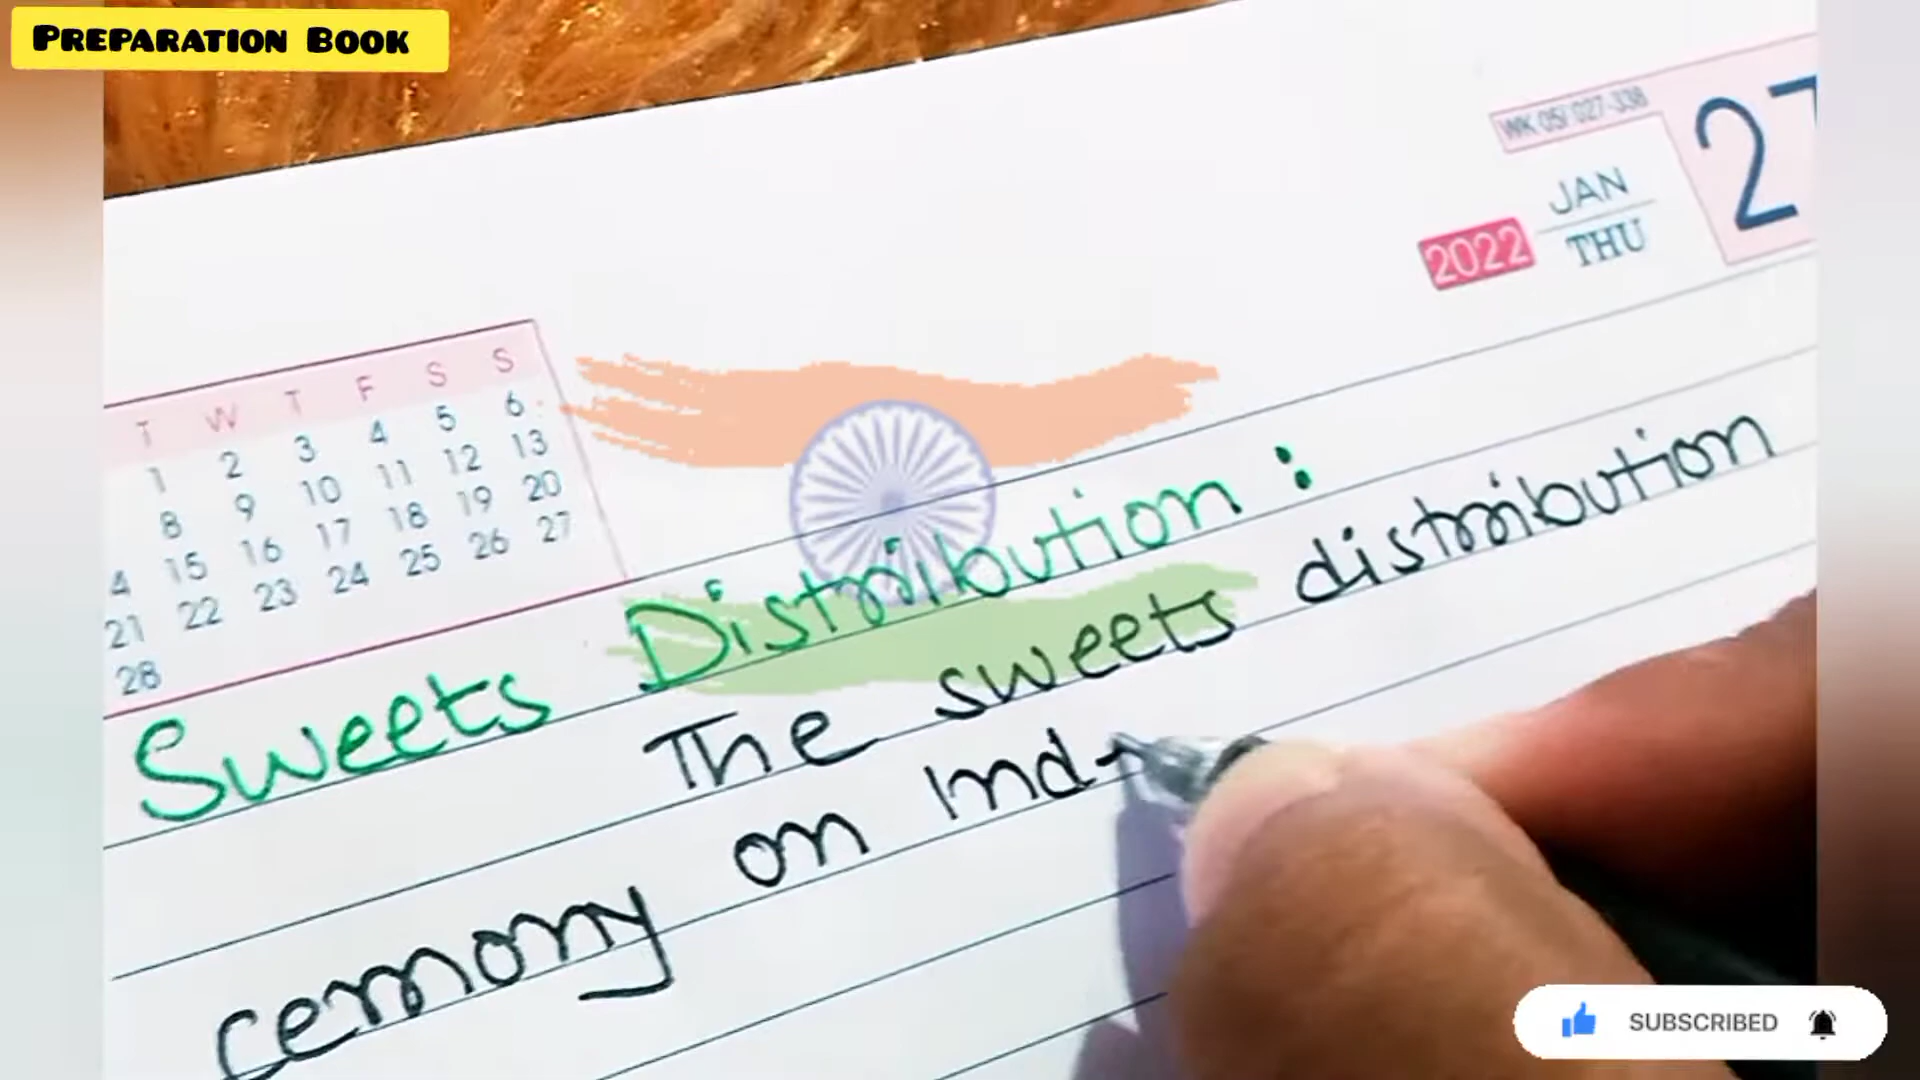 PREPARATION BOOK
WK 05/ 027-338
27
JAN
2022 THU
T W T F S S
1 2 3 4 5 6
8 9 10 11 12 13
4 15 16 17 18 19 20
21 22 23 24 25 26 27
28
Sweets Distribution :
The sweets distribution
cemony on Ind
SUBSCRIBED